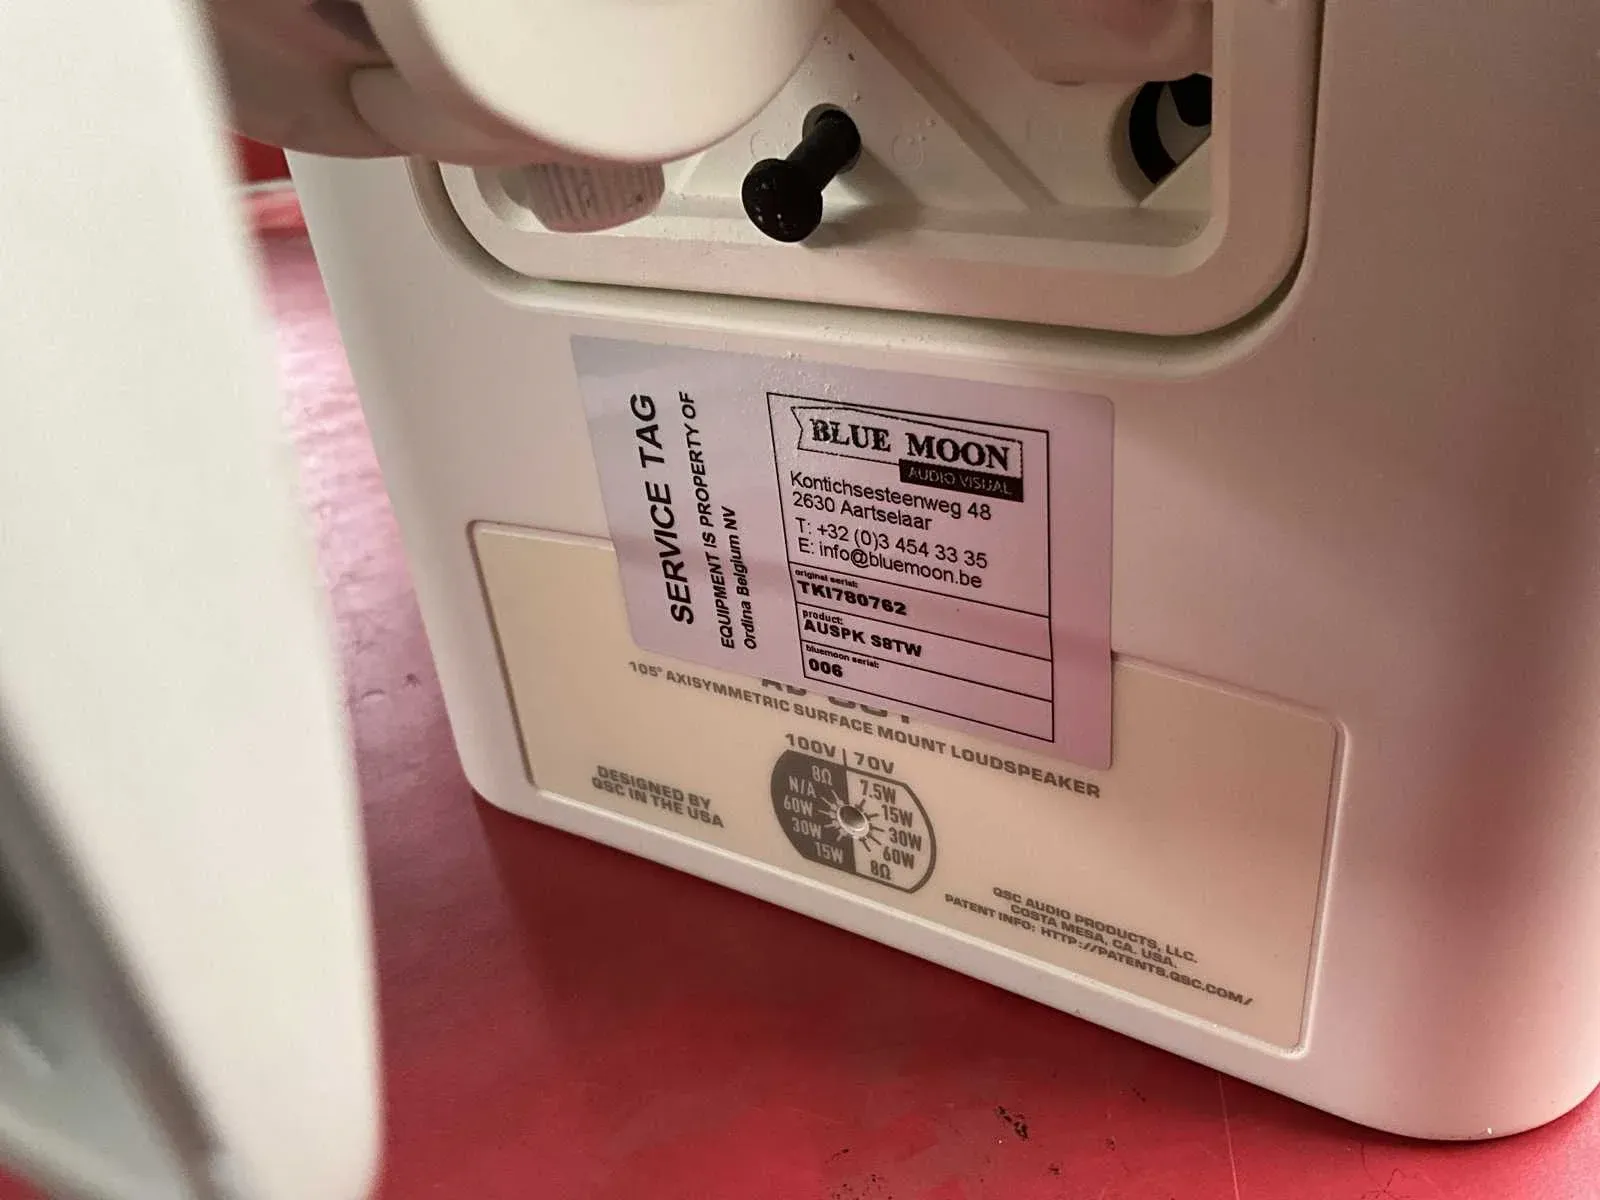 SERVICE TAG
EQUIPMENT IS PROPERTY OF
Ordina Belgium NV
BLUE MOON
AUDIO VISUAL
Kontichsesteenweg 48
2630 Aartselaar
T: +32 (0)3 454 33 35
E: info@bluemoon.be
original serial:
TKI780762
product:
AUSPK S8TW
bluemoon serial:
006
105° AXISYMMETRIC SURFACE MOUNT LOUDSPEAKER
100V | 70V
8Ω
N/A
60W
30W
15W
7.5W
15W
30W
60W
8Ω
DESIGNED BY
QSC IN THE USA
QSC AUDIO PRODUCTS, LLC.
COSTA MESA, CA. USA.
PATENT INFO: HTTP://PATENTS.QSC.COM/